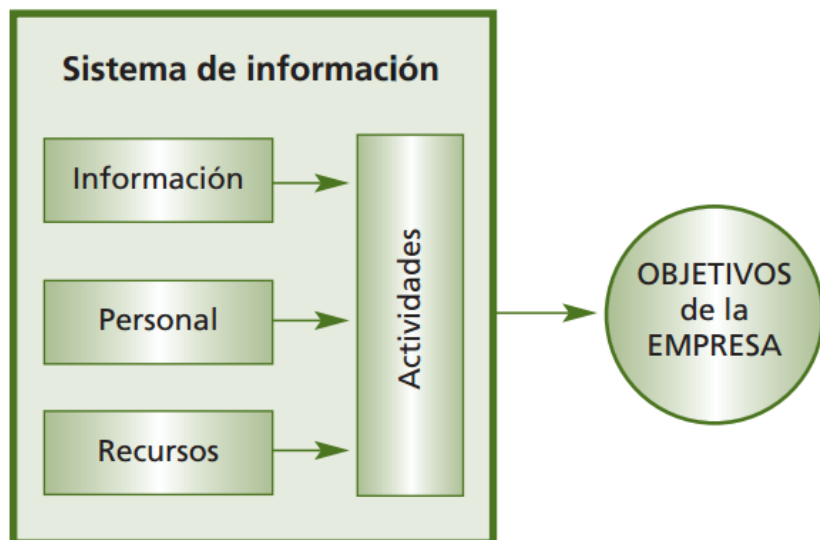 Sistema de información
Información
Personal
Recursos
Actividades
OBJETIVOS
de la
EMPRESA